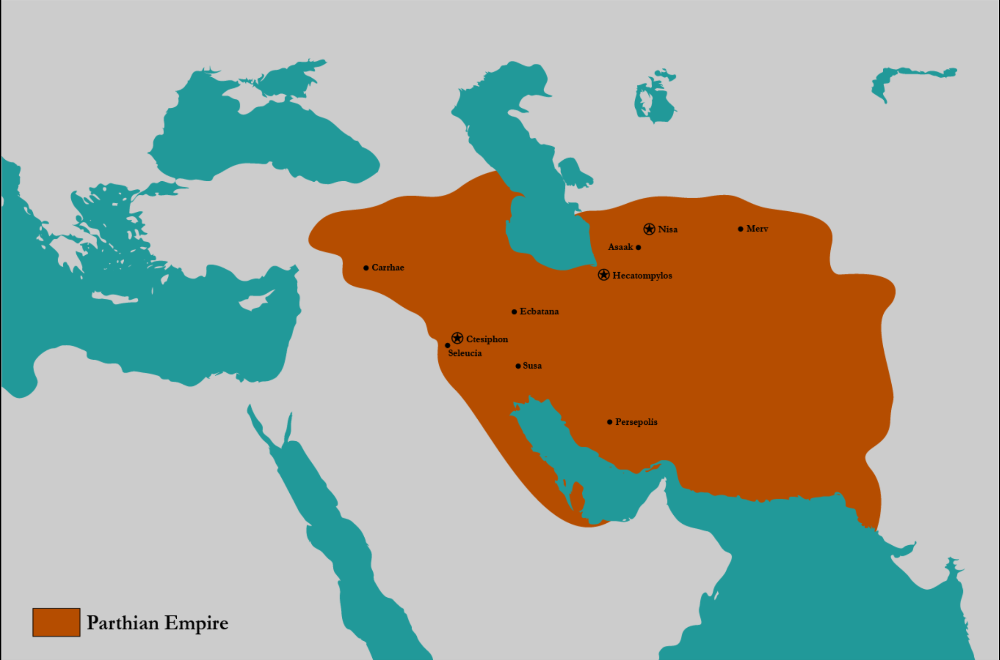 Nisa
Merv
Asaak
Carrhae
Hecatompylos
Ecbatana
Ctesiphon
Seleucia
Susa
Persepolis
Parthian Empire